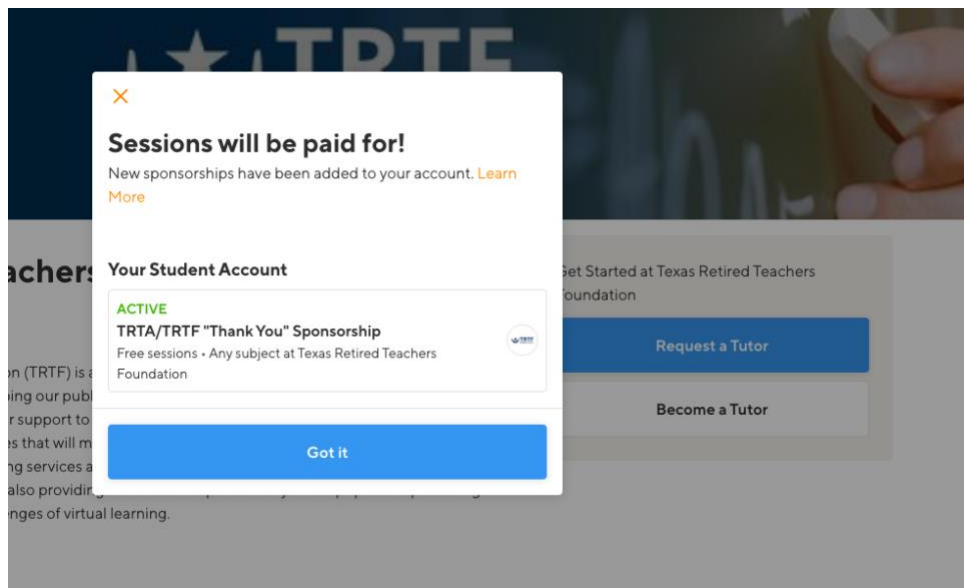 TRTF
Sessions will be paid for!
New sponsorships have been added to your account. Learn
More
Your Student Account
ACTIVE
TRTA/TRTF "Thank You" Sponsorship
Free sessions • Any subject at Texas Retired Teachers
Foundation
Got it
achers
on (TRTF) is a
ing our publ
r support to
es that will m
ng services a
also providing
nges of virtual learning.
Get Started at Texas Retired Teachers
Foundation
Request a Tutor
Become a Tutor